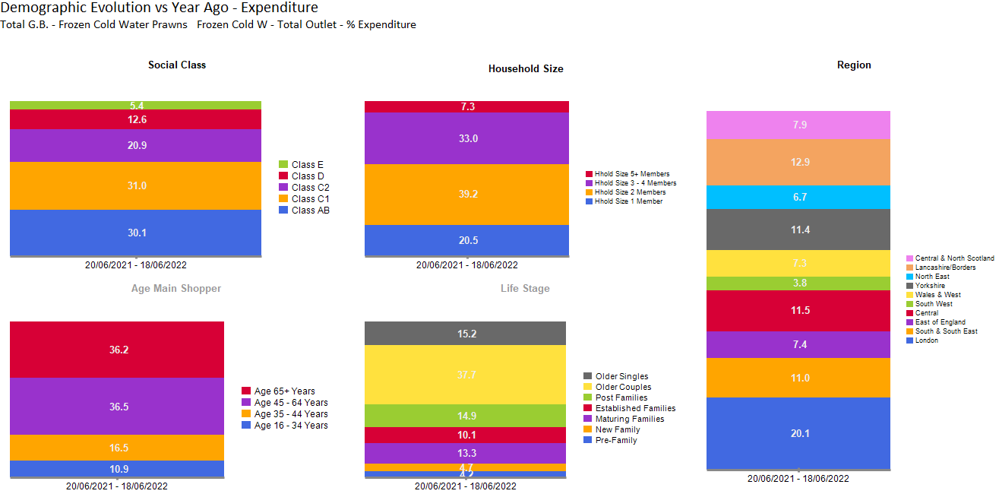 Demographic Evolution vs Year Ago - Expenditure
Total G.B. - Frozen Cold Water Prawns   Frozen Cold W - Total Outlet - % Expenditure
Social Class
5.4
12.6
20.9
31.0
30.1
20/06/2021 - 18/06/2022
Class E
Class D
Class C2
Class C1
Class AB
Household Size
7.3
33.0
39.2
20.5
20/06/2021 - 18/06/2022
Hhold Size 5+ Members
Hhold Size 3 - 4 Members
Hhold Size 2 Members
Hhold Size 1 Member
Region
7.9
12.9
6.7
11.4
7.3
3.8
11.5
7.4
11.0
20.1
20/06/2021 - 18/06/2022
Central & North Scotland
Lancashire/Borders
North East
Yorkshire
Wales & West
South West
Central
East of England
South & South East
London
Age Main Shopper
36.2
36.5
16.5
10.9
20/06/2021 - 18/06/2022
Age 65+ Years
Age 45 - 64 Years
Age 35 - 44 Years
Age 16 - 34 Years
Life Stage
15.2
37.7
14.9
10.1
13.3
4.7
4.2
20/06/2021 - 18/06/2022
Older Singles
Older Couples
Post Families
Established Families
Maturing Families
New Family
Pre-Family